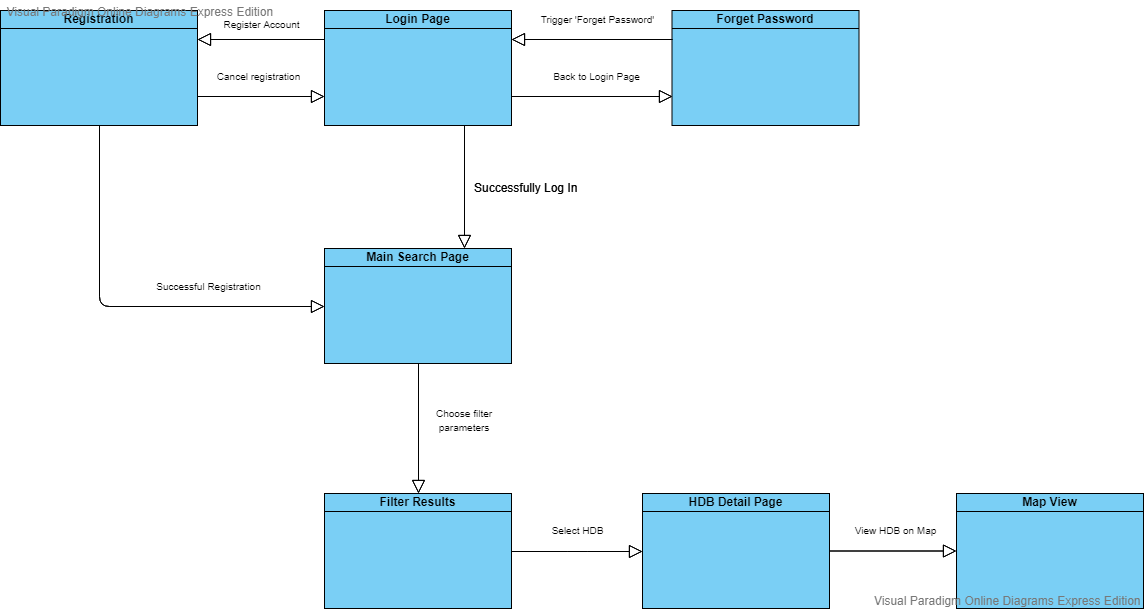 Visual Paradigm Online Diagrams Express Edition
Registration
Login Page
Forget Password
Register Account
Trigger 'Forget Password'
Cancel registration
Back to Login Page
Successfully Log In
Main Search Page
Successful Registration
Choose filter
parameters
Filter Results
HDB Detail Page
Map View
Select HDB
View HDB on Map
Visual Paradigm Online Diagrams Express Edition